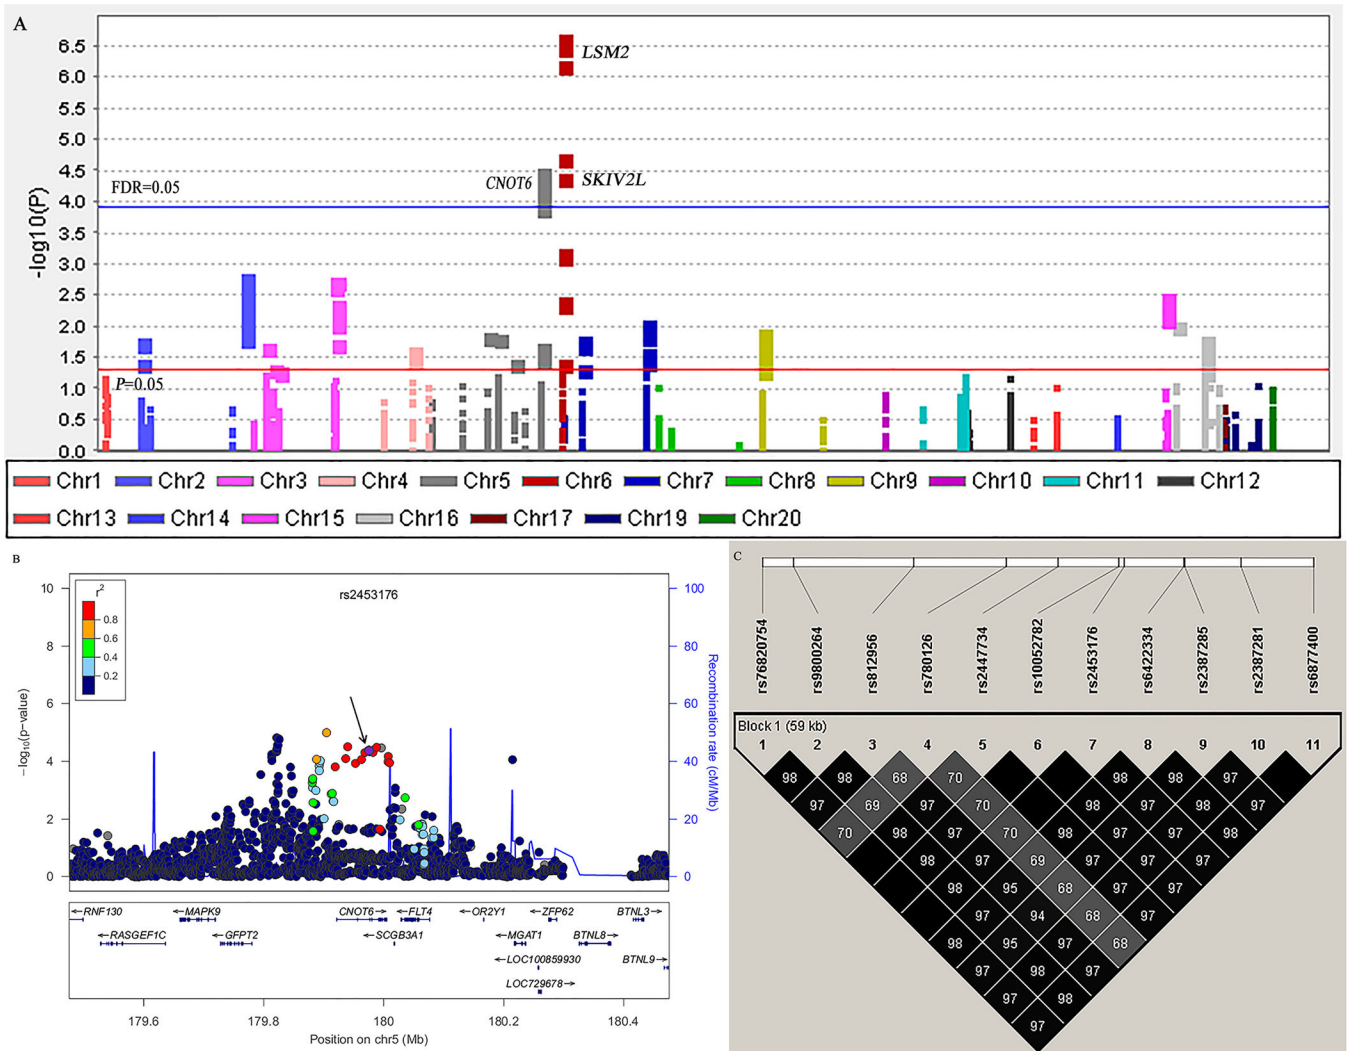 A
6.5
6.0
5.5
5.0
4.5
4.0
3.5
3.0
2.5
2.0
1.5
1.0
0.5
0.0
-log10(P)
LSM2
CNOT6
SKIV2L
FDR=0.05
P=0.05
Chr1 Chr2 Chr3 Chr4 Chr5 Chr6 Chr7 Chr8 Chr9 Chr10 Chr11 Chr12
Chr13 Chr14 Chr15 Chr16 Chr17 Chr19 Chr20
B
rs2453176
r²
0.8
0.6
0.4
0.2
10
8
6
4
2
0
−log10(p−value)
100
80
60
40
20
0
Recombination rate (cM/Mb)
←RNF130 ←MAPK9 CNOT6→ ←FLT4 ←OR2Y1 ←ZFP62 BTNL3→
←RASGEF1C ←GFPT2 ←SCGB3A1 ←MGAT1 BTNL8→
←LOC100859930 BTNL9→
LOC729678→
179.6 179.8 180 180.2 180.4
Position on chr5 (Mb)
C
rs76820754
rs9800264
rs812956
rs780126
rs2447734
rs10052782
rs2453176
rs6422334
rs2387285
rs2387281
rs6877400
Block 1 (59 kb)
1 2 3 4 5 6 7 8 9 10 11
98 98 68 70 98 98 97
97 69 97 70 98 97 97
70 98 97 70 97 97 98
98 97 69 97 97
98 95 68 97
97 94 68
98 95 97 68
97 98 97
97 98
97